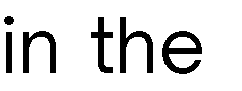 in the